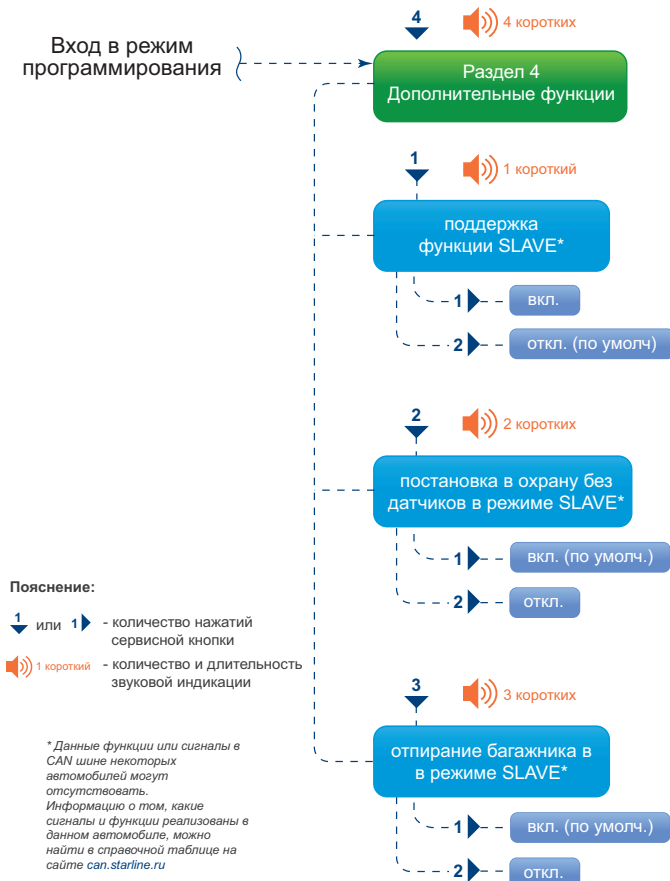 4
4 коротких
Вход в режим
программирования
Раздел 4
Дополнительные функции
1
1 короткий
поддержка
функции SLAVE*
1
вкл.
2
откл. (по умолч)
2
2 коротких
постановка в охрану без
датчиков в режиме SLAVE*
1
вкл. (по умолч.)
2
откл.
Пояснение:
1 или 1 - количество нажатий
сервисной кнопки
1 короткий - количество и длительность
звуковой индикации
3
3 коротких
отпирание багажника в
в режиме SLAVE*
1
вкл. (по умолч.)
2
откл.
* Данные функции или сигналы в
CAN шине некоторых
автомобилей могут
отсутствовать.
Информацию о том, какие
сигналы и функции реализованы в
данном автомобиле, можно
найти в справочной таблице на
сайте can.starline.ru